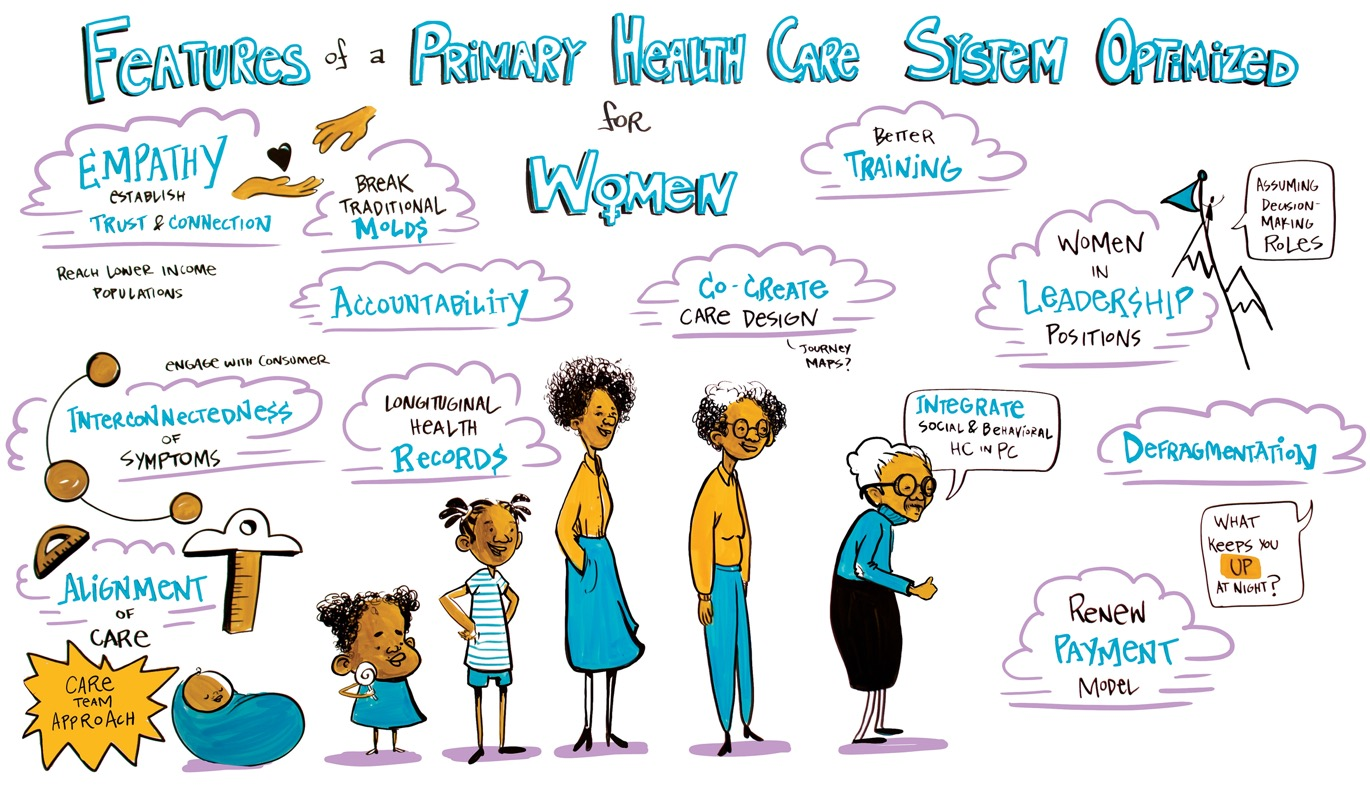 FEATURES of a PRIMARY HEALTH CARE SYSTEM OPTIMIZED
for
WOMEN
EMPATHY
ESTABLISH
TRUST & CONNECTION
REACH LOWER INCOME
POPULATIONS
BREAK
TRADITIONAL
MOLDS
BETTER
TRAINING
ACCOUNTABILITY
CO-CREATE
CARE DESIGN
JOURNEY
MAPS?
WOMEN
IN
LEADERSHIP
POSITIONS
ASSUMING
DECISION-
MAKING
ROLES
ENGAGE WITH CONSUMER
INTERCONNECTEDNESS
OF
SYMPTOMS
LONGITUGINAL
HEALTH
RECORDS
INTEGRATE
SOCIAL & BEHAVIORAL
HC IN PC
DEFRAGMENTATION
WHAT
KEEPS YOU
UP
AT NIGHT?
ALIGNMENT
OF
CARE
CARE
TEAM
APPROACH
RENEW
PAYMENT
MODEL